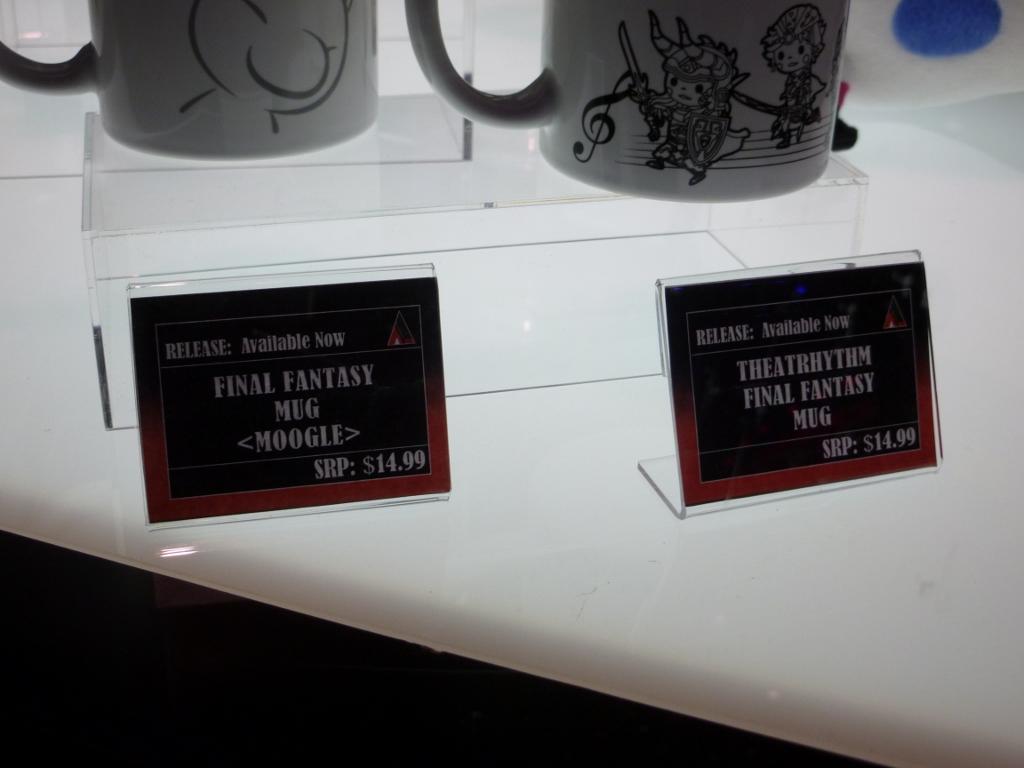 RELEASE: Available Now
FINAL FANTASY
MUG
<MOOGLE>
SRP: $14.99
RELEASE: Available Now
THEATRHYTHM
FINAL FANTASY
MUG
SRP: $14.99